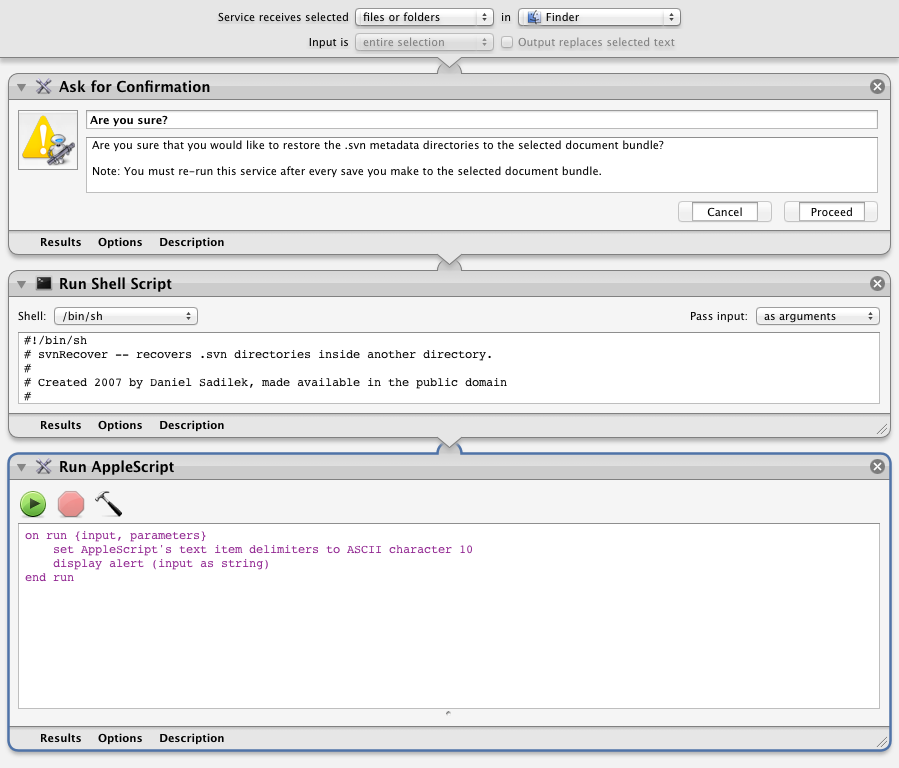 Service receives selected files or folders in Finder
Input is entire selection Output replaces selected text
Ask for Confirmation
Are you sure?
Are you sure that you would like to restore the .svn metadata directories to the selected document bundle?
Note: You must re-run this service after every save you make to the selected document bundle.
Cancel Proceed
Results Options Description
Run Shell Script
Shell: /bin/sh Pass input: as arguments
#!/bin/sh
# svnRecover -- recovers .svn directories inside another directory.
#
# Created 2007 by Daniel Sadilek, made available in the public domain
#
Results Options Description
Run AppleScript
on run {input, parameters}
set AppleScript's text item delimiters to ASCII character 10
display alert (input as string)
end run
Results Options Description